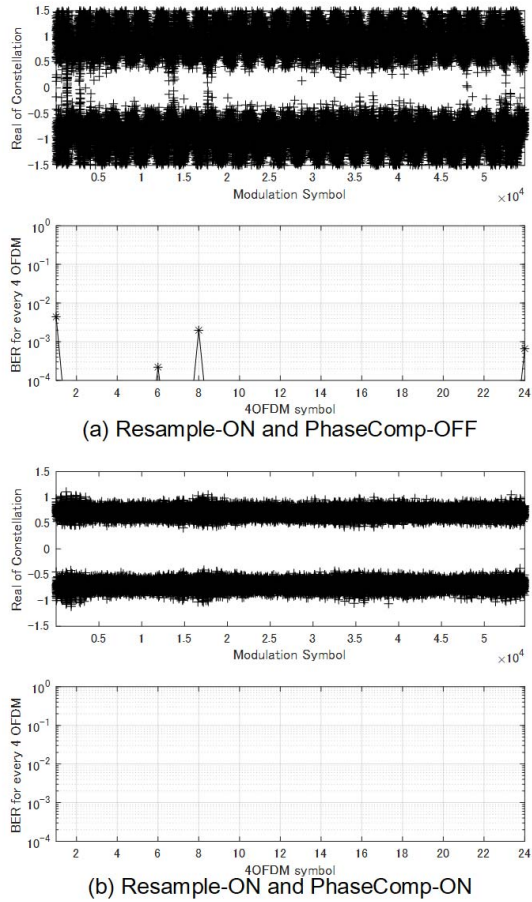 1.5
1
0.5
0
-0.5
-1
-1.5
Real of Constellation
0.5 1 1.5 2 2.5 3 3.5 4 4.5 5
Modulation Symbol
×10⁴
10⁰
10⁻¹
10⁻²
10⁻³
10⁻⁴
BER for every 4 OFDM
2 4 6 8 10 12 14 16 18 20 22 24
4OFDM symbol
(a) Resample-ON and PhaseComp-OFF
1.5
1
0.5
0
-0.5
-1
-1.5
Real of Constellation
0.5 1 1.5 2 2.5 3 3.5 4 4.5 5
Modulation Symbol
×10⁴
10⁰
10⁻¹
10⁻²
10⁻³
10⁻⁴
BER for every 4 OFDM
2 4 6 8 10 12 14 16 18 20 22 24
4OFDM symbol
(b) Resample-ON and PhaseComp-ON